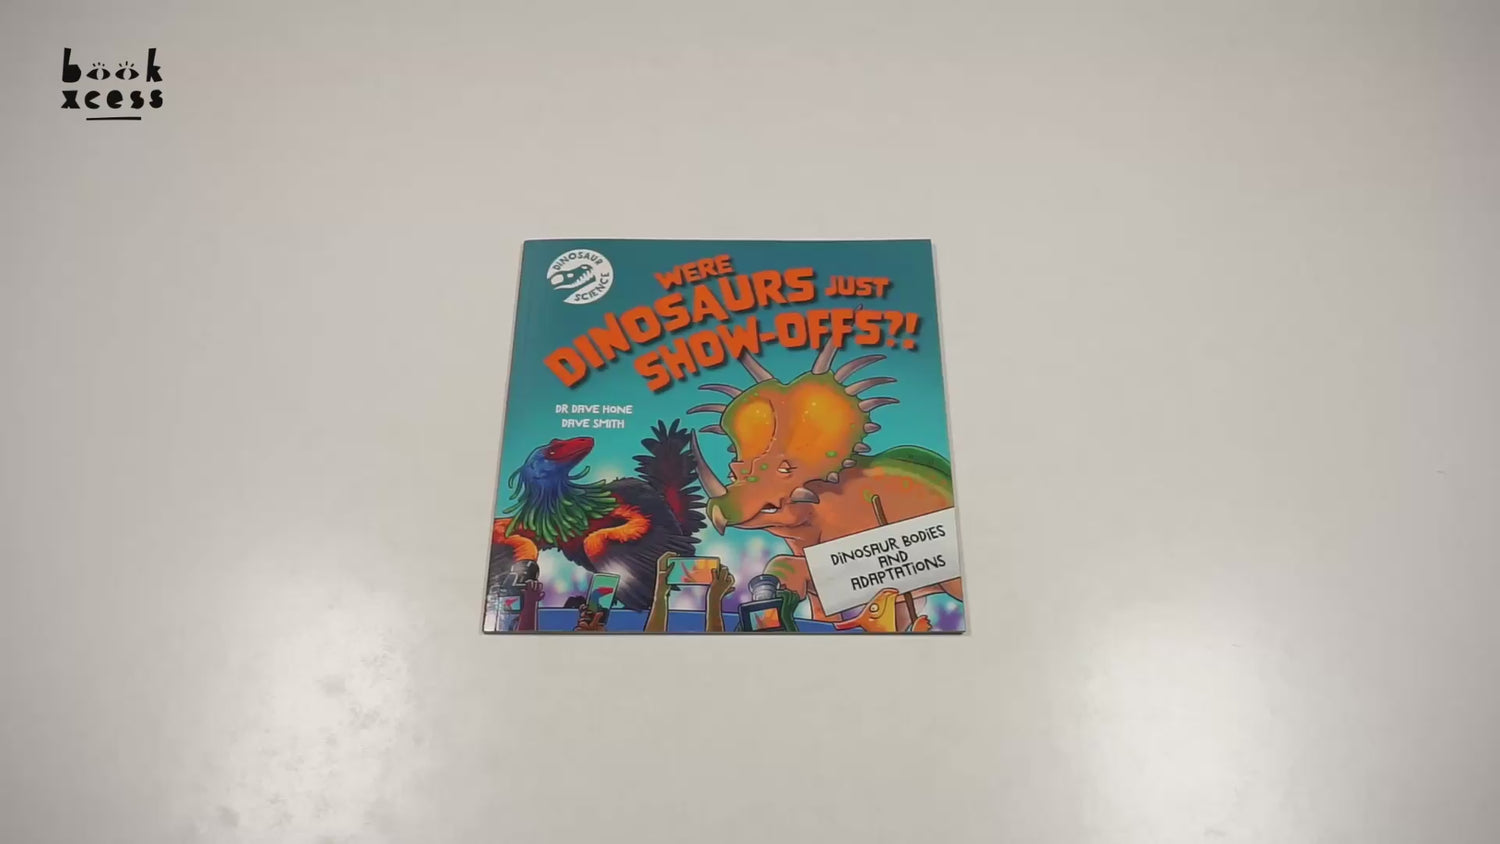 book
xcess
DINOSAUR
SCIENCE
WERE
DINOSAURS JUST
SHOW-OFFS?!
DR DAVE HONE
DAVE SMITH
DINOSAUR BODIES
AND
ADAPTATIONS